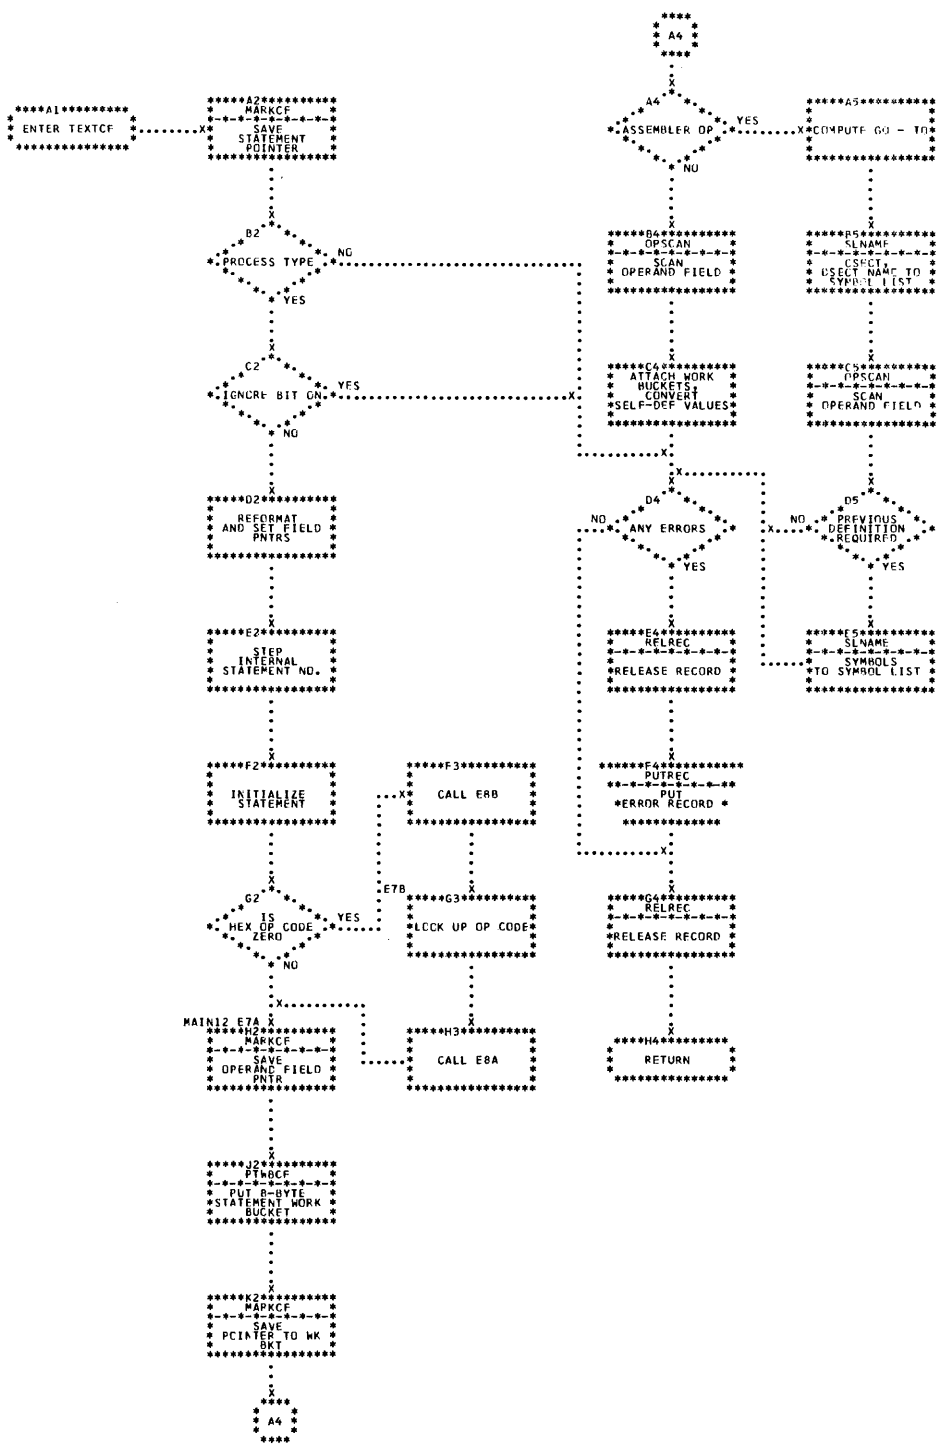 A1
ENTER TEXTCF
A2
MARKCF
SAVE
STATEMENT
POINTER
B2
PROCESS TYPE
NO
YES
C2
IGNORE BIT ON
YES
NO
D2
REFORMAT
AND SET FIELD
PNTRS
E2
STEP
INTERNAL
STATEMENT NO.
F2
INITIALIZE
STATEMENT
G2
IS
HEX OP CODE
ZERO
YES
NO
MAIN12 E7A
H2
MARKCF
SAVE
OPERAND FIELD
PNTR
J2
PTWBCF
PUT 8-BYTE
STATEMENT WORK
BUCKET
K2
MARKCF
SAVE
POINTER TO WK
BKT
A4
F3
CALL E8B
E7B
G3
LOCK UP OP CODE
H3
CALL E8A
A4
A4
ASSEMBLER OP
YES
NO
B4
OPSCAN
SCAN
OPERAND FIELD
C4
ATTACH WORK
BUCKETS,
CONVERT
SELF-DEF VALUES
D4
NO
ANY ERRORS
YES
E4
RELREC
RELEASE RECORD
F4
PUTREC
PUT
ERROR RECORD
G4
RELREC
RELEASE RECORD
H4
RETURN
A5
COMPUTE GO - TO
B5
SLNAME
CSECT,
DSECT NAME TO
SYMBOL LIST
C5
OPSCAN
SCAN
OPERAND FIELD
D5
NO
PREVIOUS
DEFINITION
REQUIRED
YES
E5
SLNAME
SYMBOLS
TO SYMBOL LIST